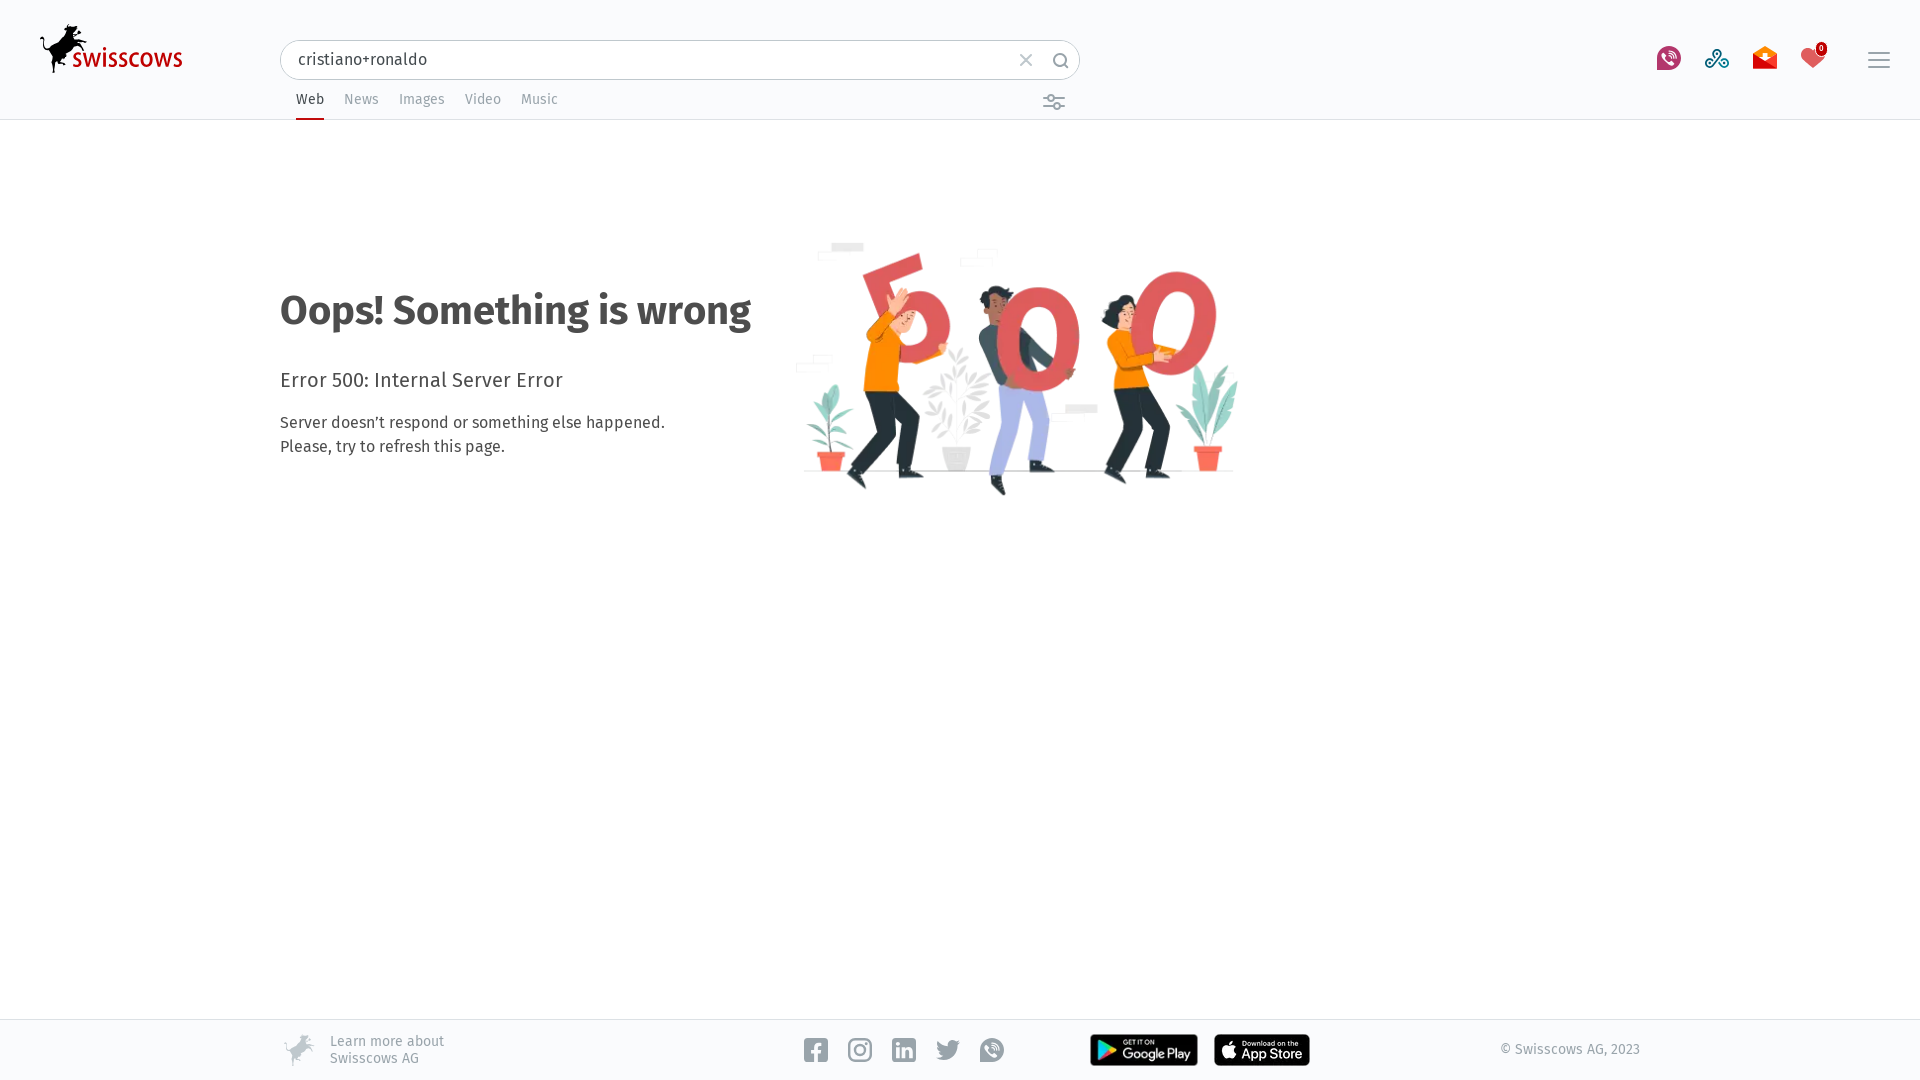 swisscows
cristiano+ronaldo
0
Web News Images Video Music
Oops! Something is wrong
500
Error 500: Internal Server Error
Server doesn’t respond or something else happened.
Please, try to refresh this page.
Learn more about
Swisscows AG
GET IT ON
Google Play
Download on the
App Store
© Swisscows AG, 2023